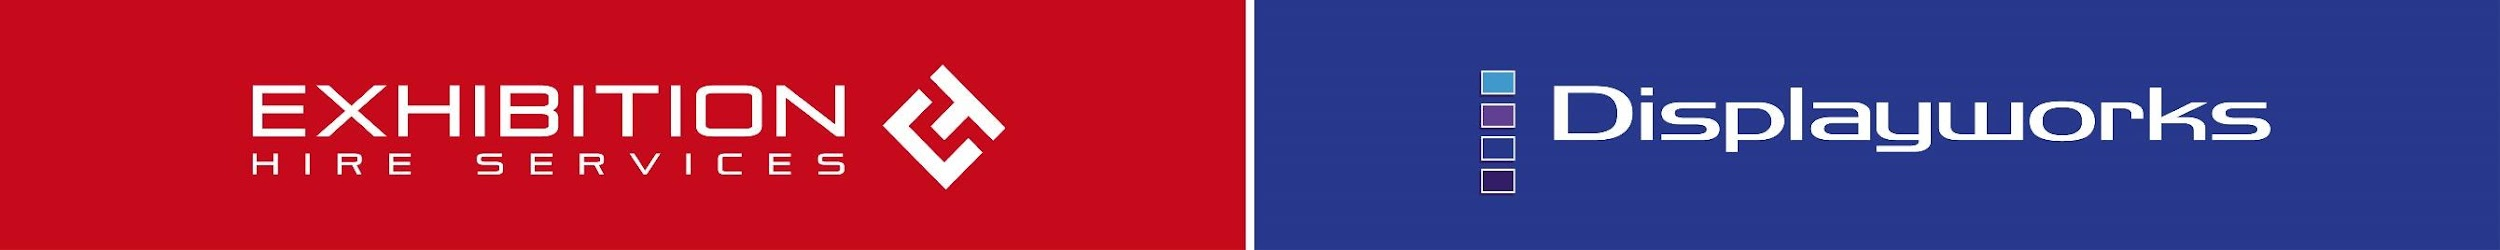 EXHIBITION
HIRE SERVICES
Displayworks